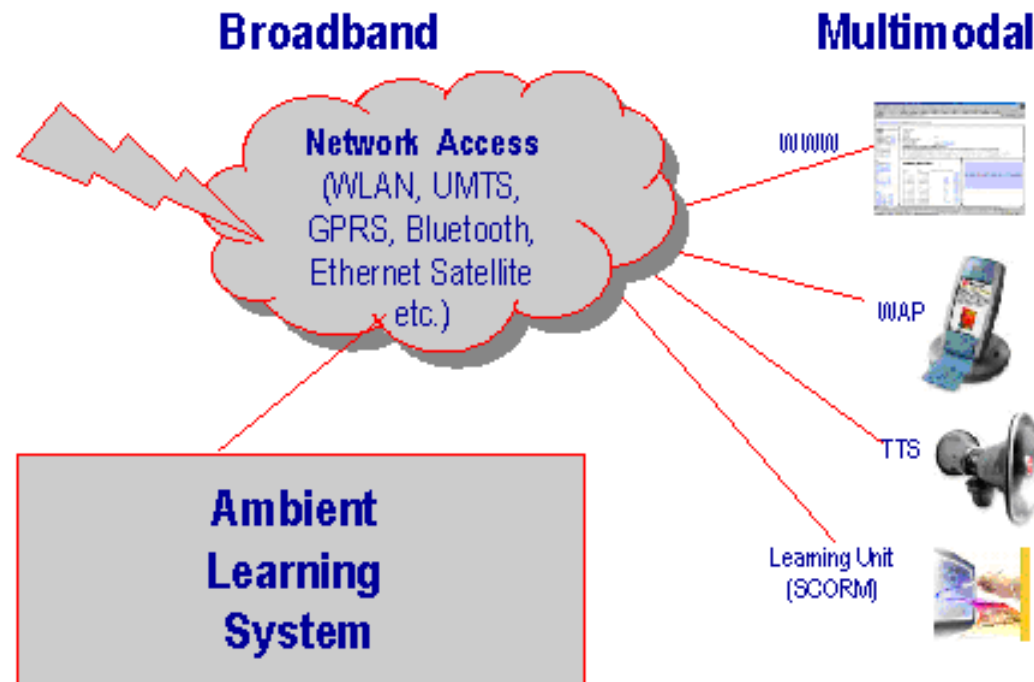 Broadband
Multimodal
Network Access
(WLAN, UMTS,
GPRS, Bluetooth,
Ethernet Satellite
etc.)
WWW
WAP
TTS
Learning Unit
(SCORM)
Ambient
Learning
System